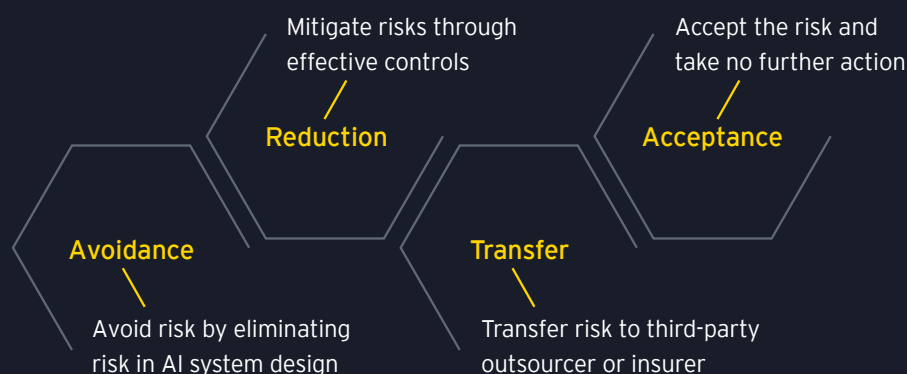 Mitigate risks through
effective controls
Reduction
Accept the risk and
take no further action
Acceptance
Avoidance
Avoid risk by eliminating
risk in AI system design
Transfer
Transfer risk to third-party
outsourcer or insurer